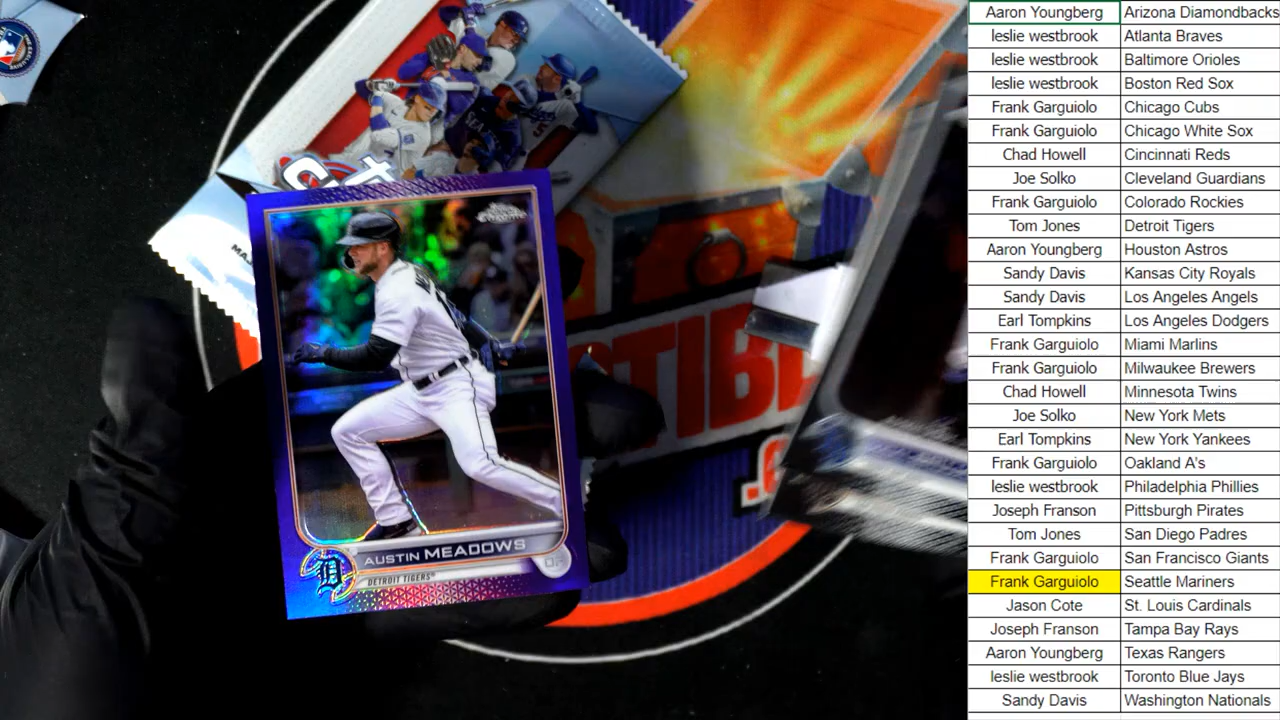 AUSTIN MEADOWS
OF
DETROIT TIGERS
Aaron Youngberg Arizona Diamondbacks
leslie westbrook Atlanta Braves
leslie westbrook Baltimore Orioles
leslie westbrook Boston Red Sox
Frank Garguiolo Chicago Cubs
Frank Garguiolo Chicago White Sox
Chad Howell Cincinnati Reds
Joe Solko Cleveland Guardians
Frank Garguiolo Colorado Rockies
Tom Jones Detroit Tigers
Aaron Youngberg Houston Astros
Sandy Davis Kansas City Royals
Sandy Davis Los Angeles Angels
Earl Tompkins Los Angeles Dodgers
Frank Garguiolo Miami Marlins
Frank Garguiolo Milwaukee Brewers
Chad Howell Minnesota Twins
Joe Solko New York Mets
Earl Tompkins New York Yankees
Frank Garguiolo Oakland A's
leslie westbrook Philadelphia Phillies
Joseph Franson Pittsburgh Pirates
Tom Jones San Diego Padres
Frank Garguiolo San Francisco Giants
Frank Garguiolo Seattle Mariners
Jason Cote St. Louis Cardinals
Joseph Franson Tampa Bay Rays
Aaron Youngberg Texas Rangers
leslie westbrook Toronto Blue Jays
Sandy Davis Washington Nationals